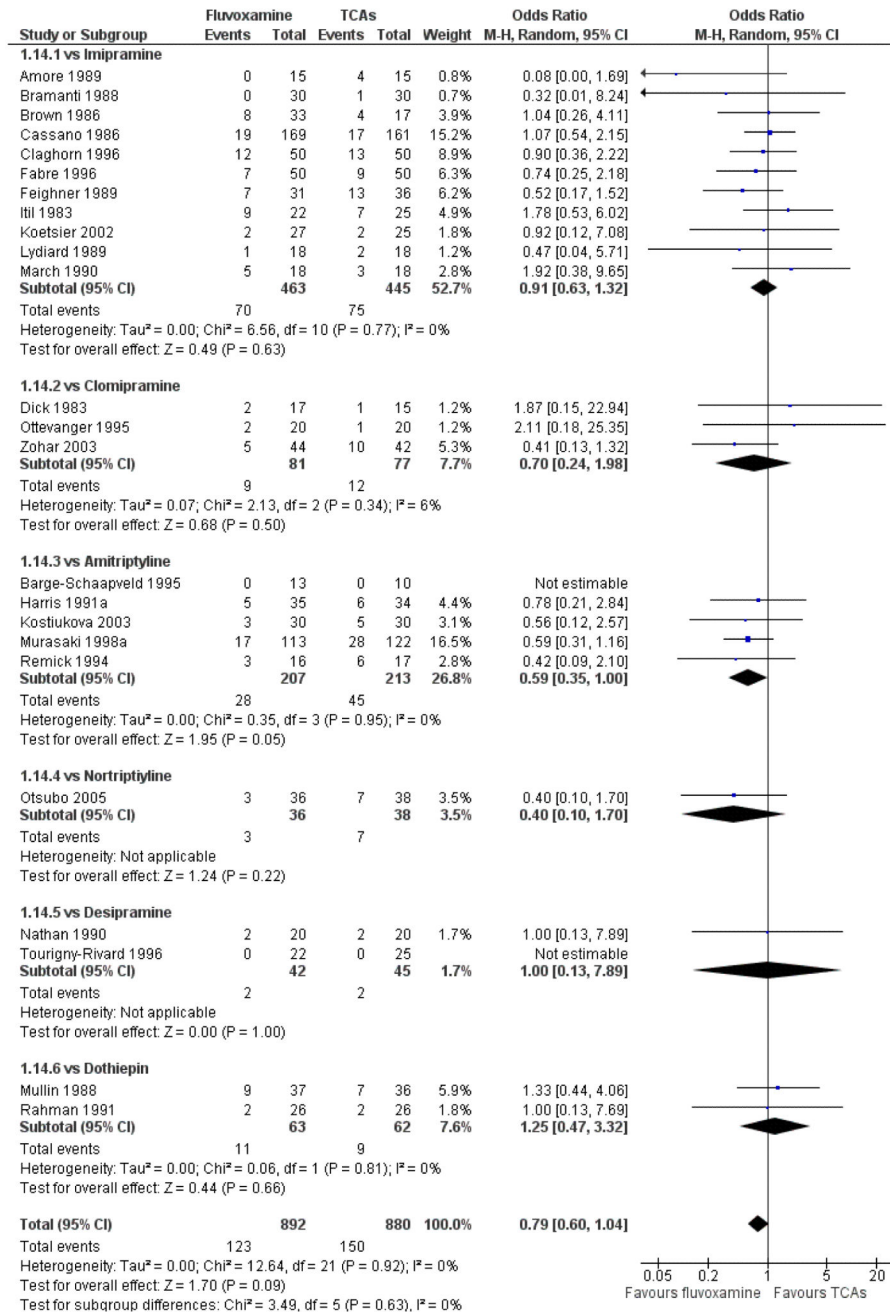 Fluvoxamine TCAs Odds Ratio Odds Ratio
Study or Subgroup Events Total Events Total Weight M-H, Random, 95% CI M-H, Random, 95% CI
1.14.1 vs Imipramine
Amore 1989 0 15 4 15 0.8% 0.08 [0.00, 1.69]
Bramanti 1988 0 30 1 30 0.7% 0.32 [0.01, 8.24]
Brown 1986 8 33 4 17 3.9% 1.04 [0.26, 4.11]
Cassano 1986 19 169 17 161 15.2% 1.07 [0.54, 2.15]
Claghorn 1996 12 50 13 50 8.9% 0.90 [0.36, 2.22]
Fabre 1996 7 50 9 50 6.3% 0.74 [0.25, 2.18]
Feighner 1989 7 31 13 36 6.2% 0.52 [0.17, 1.52]
Itil 1983 9 22 7 25 4.9% 1.78 [0.53, 6.02]
Koetsier 2002 2 27 2 25 1.8% 0.92 [0.12, 7.08]
Lydiard 1989 1 18 2 18 1.2% 0.47 [0.04, 5.71]
March 1990 5 18 3 18 2.8% 1.92 [0.38, 9.65]
Subtotal (95% CI) 463 445 52.7% 0.91 [0.63, 1.32]
Total events 70 75
Heterogeneity: Tau² = 0.00; Chi² = 6.56, df = 10 (P = 0.77); I² = 0%
Test for overall effect: Z = 0.49 (P = 0.63)
1.14.2 vs Clomipramine
Dick 1983 2 17 1 15 1.2% 1.87 [0.15, 22.94]
Ottevanger 1995 2 20 1 20 1.2% 2.11 [0.18, 25.35]
Zohar 2003 5 44 10 42 5.3% 0.41 [0.13, 1.32]
Subtotal (95% CI) 81 77 7.7% 0.70 [0.24, 1.98]
Total events 9 12
Heterogeneity: Tau² = 0.07; Chi² = 2.13, df = 2 (P = 0.34); I² = 6%
Test for overall effect: Z = 0.68 (P = 0.50)
1.14.3 vs Amitriptyline
Barge-Schaapveld 1995 0 13 0 10 Not estimable
Harris 1991a 5 35 6 34 4.4% 0.78 [0.21, 2.84]
Kostiukova 2003 3 30 5 30 3.1% 0.56 [0.12, 2.57]
Murasaki 1998a 17 113 28 122 16.5% 0.59 [0.31, 1.16]
Remick 1994 3 16 6 17 2.8% 0.42 [0.09, 2.10]
Subtotal (95% CI) 207 213 26.8% 0.59 [0.35, 1.00]
Total events 28 45
Heterogeneity: Tau² = 0.00; Chi² = 0.35, df = 3 (P = 0.95); I² = 0%
Test for overall effect: Z = 1.95 (P = 0.05)
1.14.4 vs Nortriptiyline
Otsubo 2005 3 36 7 38 3.5% 0.40 [0.10, 1.70]
Subtotal (95% CI) 36 38 3.5% 0.40 [0.10, 1.70]
Total events 3 7
Heterogeneity: Not applicable
Test for overall effect: Z = 1.24 (P = 0.22)
1.14.5 vs Desipramine
Nathan 1990 2 20 2 20 1.7% 1.00 [0.13, 7.89]
Tourigny-Rivard 1996 0 22 0 25 Not estimable
Subtotal (95% CI) 42 45 1.7% 1.00 [0.13, 7.89]
Total events 2 2
Heterogeneity: Not applicable
Test for overall effect: Z = 0.00 (P = 1.00)
1.14.6 vs Dothiepin
Mullin 1988 9 37 7 36 5.9% 1.33 [0.44, 4.06]
Rahman 1991 2 26 2 26 1.8% 1.00 [0.13, 7.69]
Subtotal (95% CI) 63 62 7.6% 1.25 [0.47, 3.32]
Total events 11 9
Heterogeneity: Tau² = 0.00; Chi² = 0.06, df = 1 (P = 0.81); I² = 0%
Test for overall effect: Z = 0.44 (P = 0.66)
Total (95% CI) 892 880 100.0% 0.79 [0.60, 1.04]
Total events 123 150
Heterogeneity: Tau² = 0.00; Chi² = 12.64, df = 21 (P = 0.92); I² = 0%
Test for overall effect: Z = 1.70 (P = 0.09)
Test for subgroup differences: Chi² = 3.49, df = 5 (P = 0.63), I² = 0%
0.05 0.2 1 5 20
Favours fluvoxamine Favours TCAs